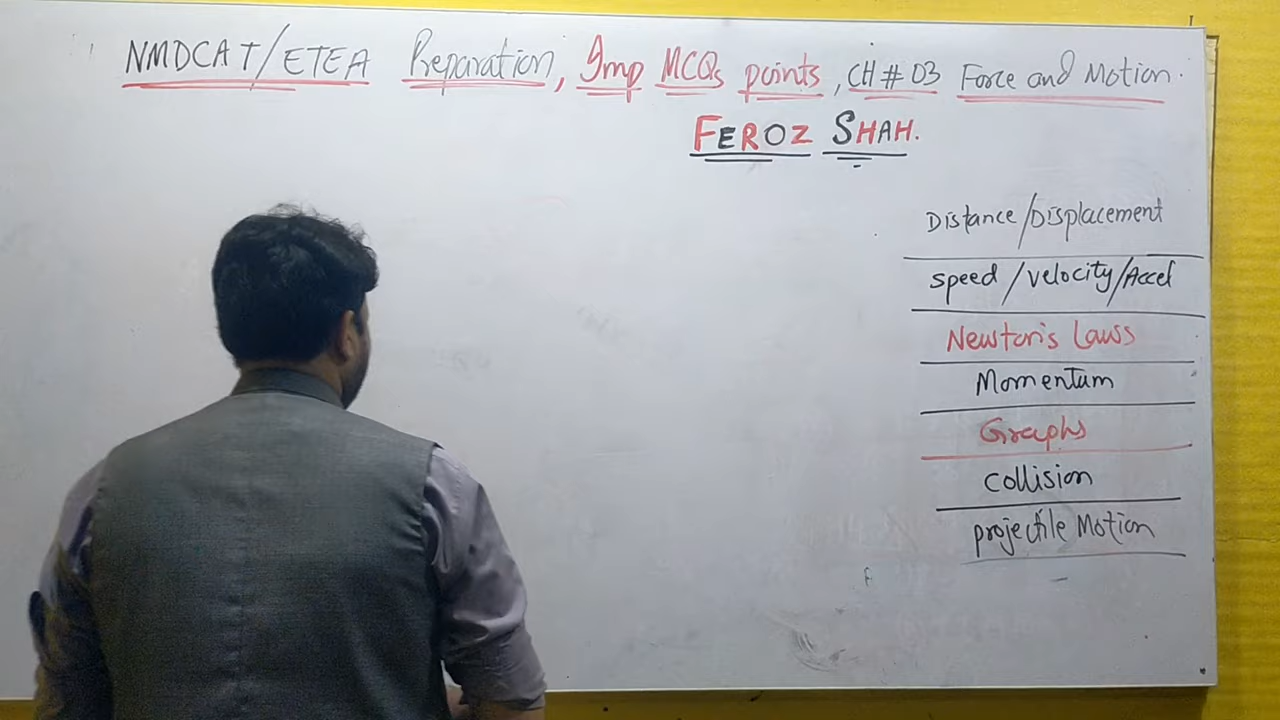 NMDCAT/ETEA Reparation, Imp MCQs points, CH # 03 Force and Motion.
FEROZ SHAH.
Distance/Displacement
speed/velocity/Accel
Newton's Laws
Momentum
Graphs
collision
projectile Motion